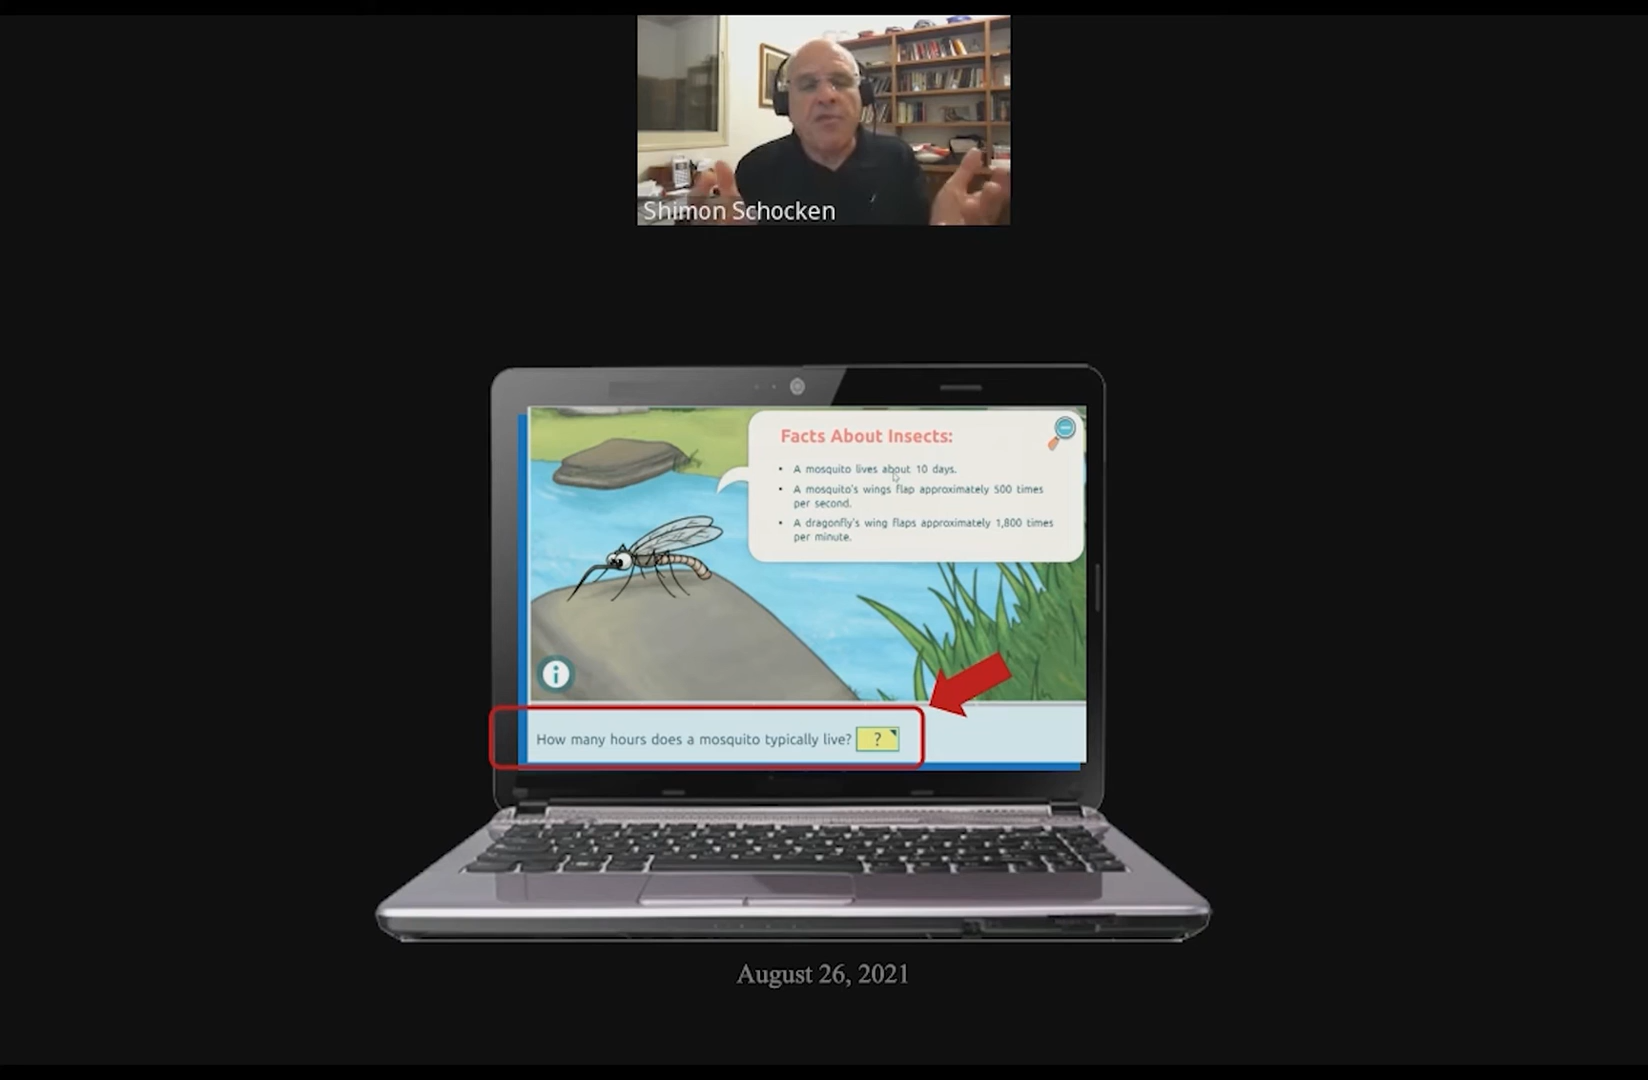 Shimon Schocken
Facts About Insects:
• A mosquito lives about 10 days.
• A mosquito's wings flap approximately 500 times
per second.
• A dragonfly's wing flaps approximately 1,800 times
per minute.
i
How many hours does a mosquito typically live? ?
August 26, 2021